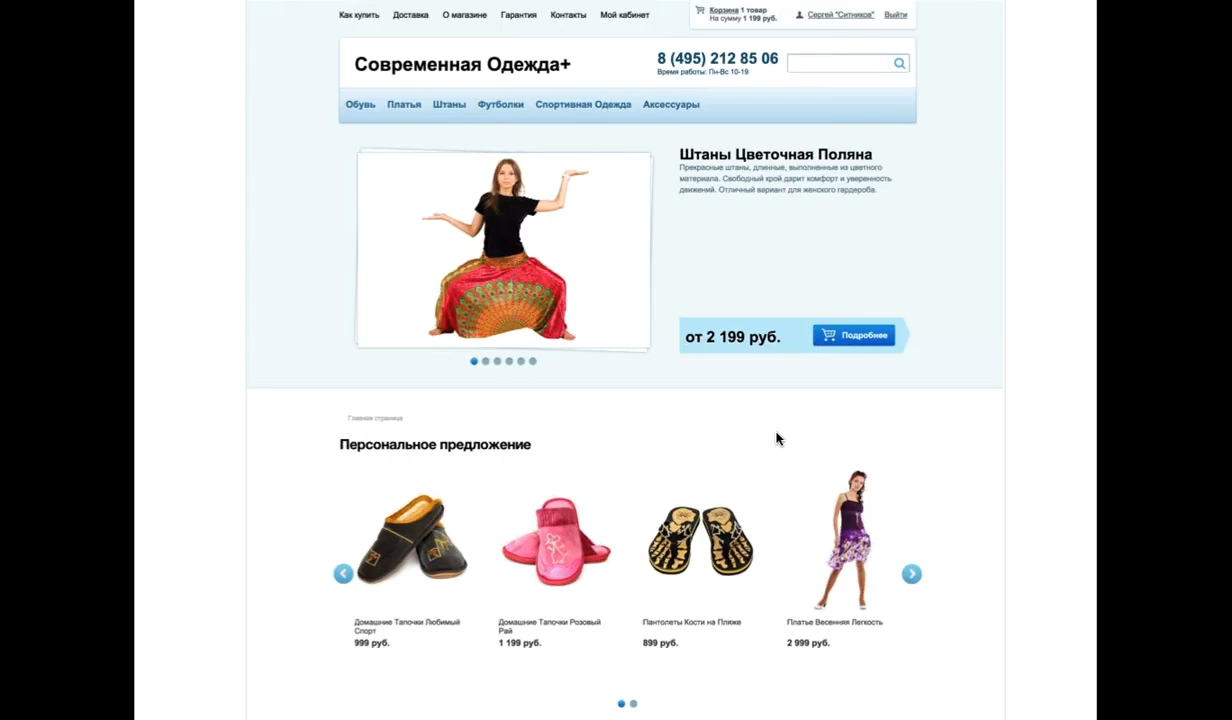 Как купить Доставка О магазине Гарантия Контакты Мой кабинет
Корзина 1 товар
На сумму 1 199 руб.
Сергей "Ситников" Выйти
Современная Одежда+
8 (495) 212 85 06
Время работы: Пн-Вс 10-19
Обувь Платья Штаны Футболки Спортивная Одежда Аксессуары
Штаны Цветочная Поляна
Прекрасные штаны, длинные, выполненные из цветного
материала. Свободный крой дарит комфорт и уверенность
движений. Отличный вариант для женского гардероба.
от 2 199 руб.
Подробнее
Главная страница
Персональное предложение
Домашние Тапочки Любимый
Спорт
999 руб.
Домашние Тапочки Розовый
Рай
1 199 руб.
Пантолеты Кости на Пляже
899 руб.
Платье Весенняя Легкость
2 999 руб.